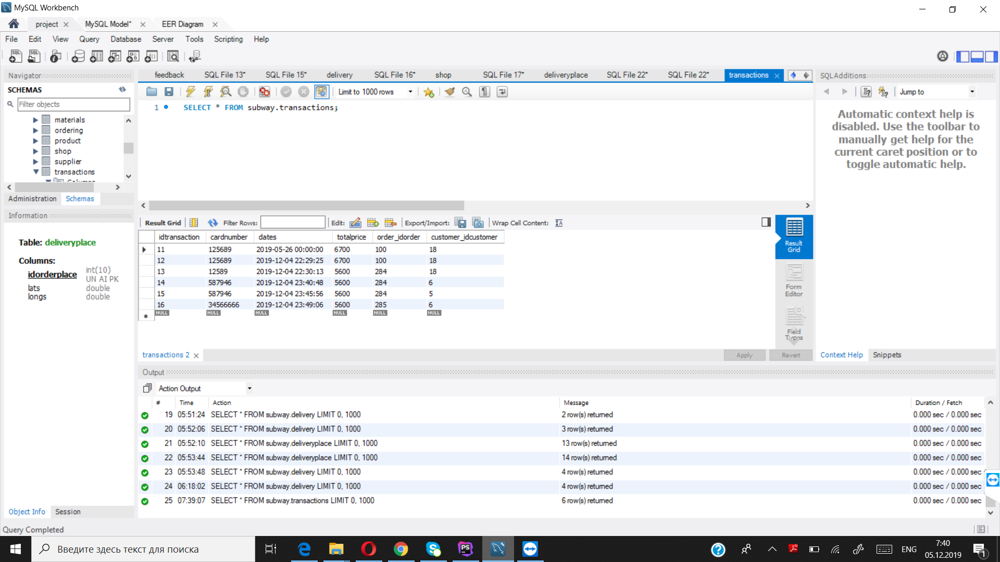 MySQL Workbench
project
MySQL Model*
EER Diagram
File Edit View Query Database Server Tools Scripting Help
Navigator
SCHEMAS
Filter objects
materials
ordering
product
shop
supplier
transactions
Columns
Administration
Schemas
Information
Table: deliveryplace
Columns:
idorderplace int(10)
UN AI PK
lats double
longs double
Object Info
Session
Query Completed
feedback
SQL File 13*
SQL File 15*
delivery
SQL File 16*
shop
SQL File 17*
deliveryplace
SQL File 22*
SQL File 22*
transactions
Limit to 1000 rows
1 SELECT * FROM subway.transactions;
Result Grid
Filter Rows:
Edit:
Export/Import:
Wrap Cell Content:
idtransaction cardnumber dates totalprice order_idorder customer_idcustomer
11 125689 2019-05-26 00:00:00 6700 100 18
12 125689 2019-12-04 22:29:25 6700 100 18
13 12589 2019-12-04 22:30:13 5600 284 18
14 587946 2019-12-04 23:40:48 5600 284 6
15 587946 2019-12-04 23:45:56 5600 284 5
16 34566666 2019-12-04 23:49:06 5600 285 6
NULL NULL NULL NULL NULL NULL
Result
Grid
Form
Editor
Field
Types
transactions 2
Apply
Revert
SQLAdditions
Jump to
Automatic context help is
disabled. Use the toolbar to
manually get help for the
current caret position or to
toggle automatic help.
Context Help
Snippets
Output
Action Output
# Time Action Message Duration / Fetch
19 05:51:24 SELECT * FROM subway.delivery LIMIT 0, 1000 2 row(s) returned 0.000 sec / 0.000 sec
20 05:52:06 SELECT * FROM subway.delivery LIMIT 0, 1000 3 row(s) returned 0.000 sec / 0.000 sec
21 05:52:10 SELECT * FROM subway.deliveryplace LIMIT 0, 1000 13 row(s) returned 0.000 sec / 0.000 sec
22 05:53:44 SELECT * FROM subway.deliveryplace LIMIT 0, 1000 14 row(s) returned 0.000 sec / 0.000 sec
23 05:53:48 SELECT * FROM subway.delivery LIMIT 0, 1000 4 row(s) returned 0.000 sec / 0.000 sec
24 06:18:02 SELECT * FROM subway.delivery LIMIT 0, 1000 4 row(s) returned 0.000 sec / 0.000 sec
25 07:39:07 SELECT * FROM subway.transactions LIMIT 0, 1000 6 row(s) returned 0.000 sec / 0.000 sec
Введите здесь текст для поиска
PS
ENG
7:40
05.12.2019
1